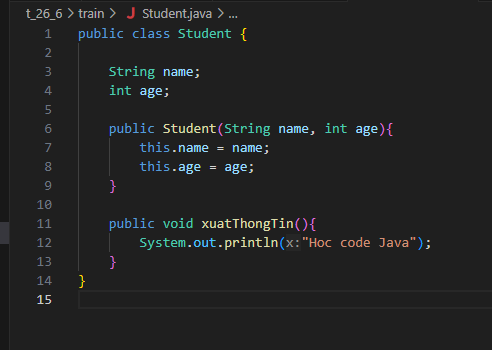 t_26_6 > train > J Student.java > ...
1 public class Student {
2
3     String name;
4     int age;
5
6     public Student(String name, int age){
7         this.name = name;
8         this.age = age;
9     }
10
11     public void xuatThongTin(){
12         System.out.println(x:"Hoc code Java");
13     }
14 }
15